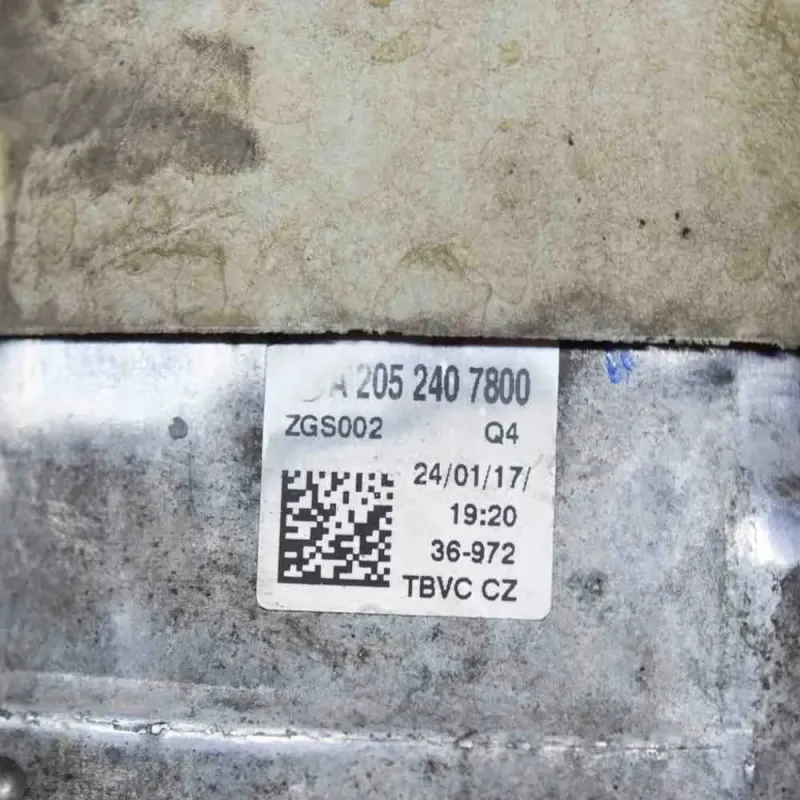 A 205 240 7800
ZGS002 Q4
24/01/17/
19:20
36-972
TBVC CZ